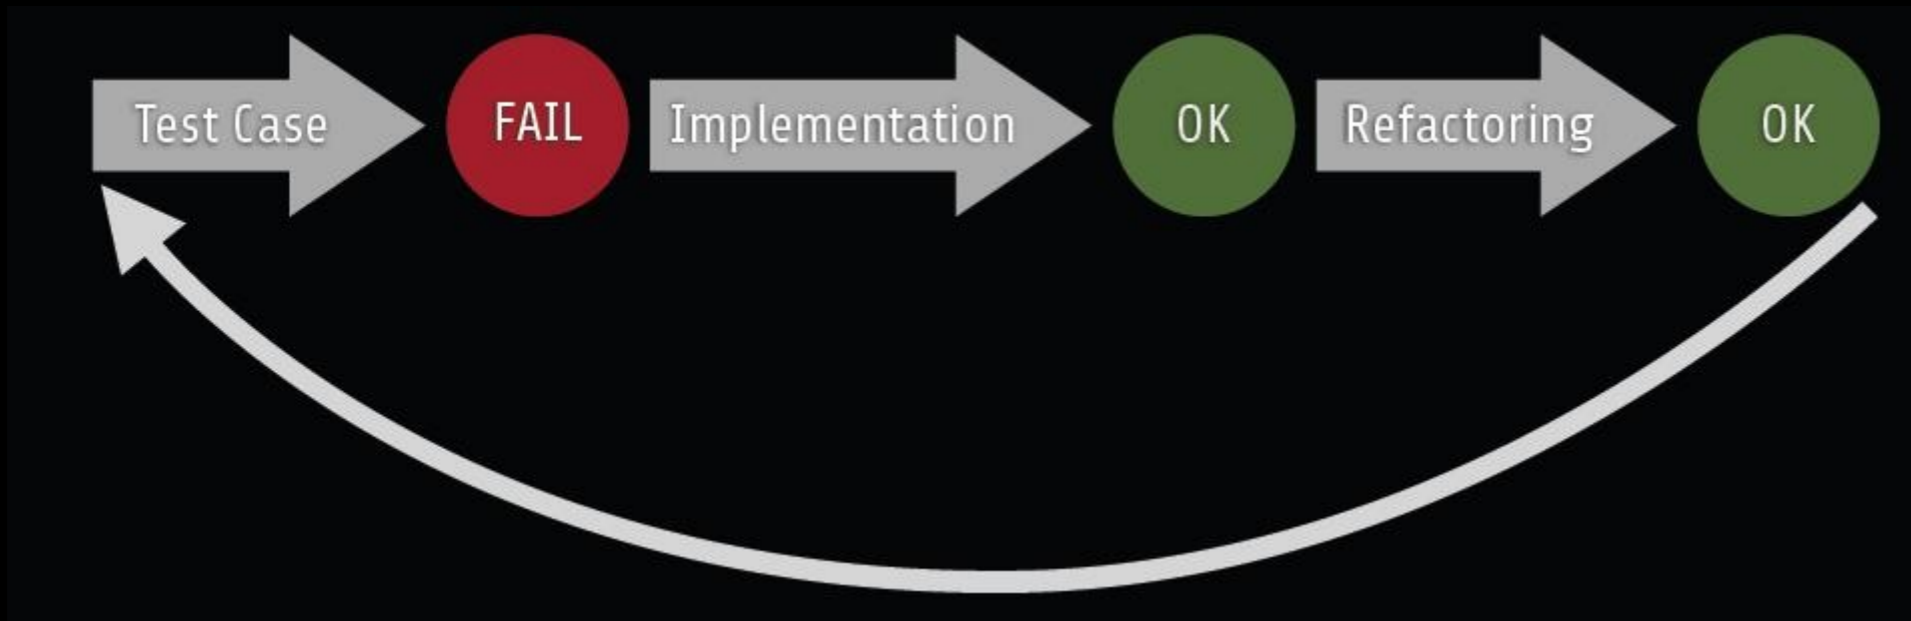 Test Case
FAIL
Implementation
OK
Refactoring
OK